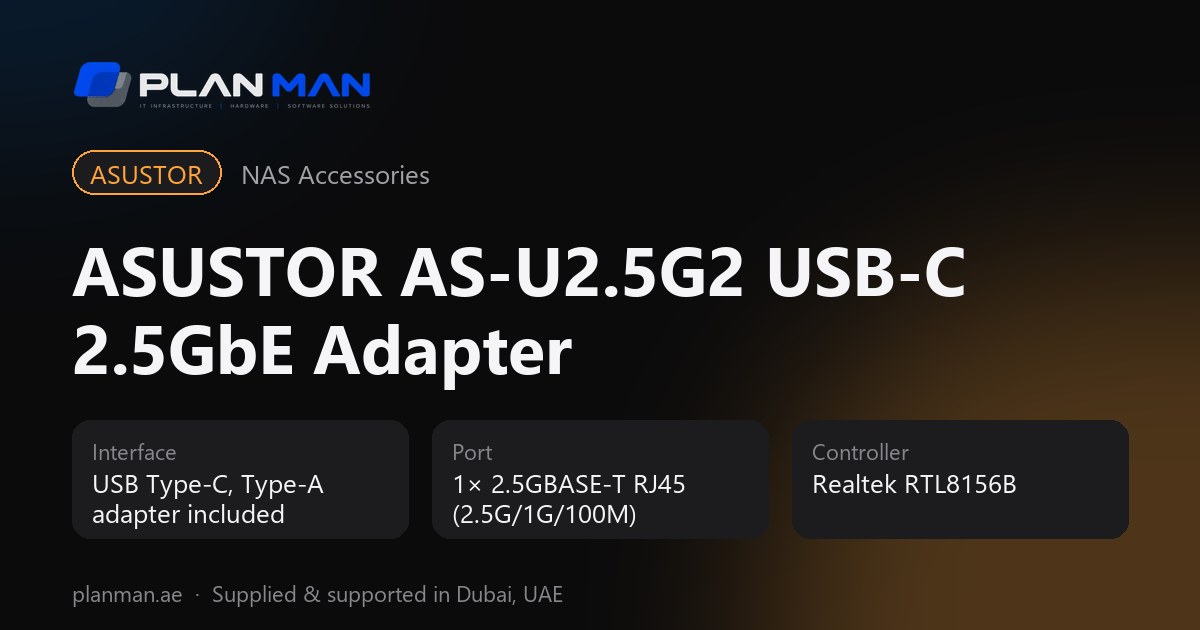 PLAN MAN
IT INFRASTRUCTURE | HARDWARE | SOFTWARE SOLUTIONS
ASUSTOR NAS Accessories
ASUSTOR AS-U2.5G2 USB-C
2.5GbE Adapter
Interface
USB Type-C, Type-A
adapter included
Port
1× 2.5GBASE-T RJ45
(2.5G/1G/100M)
Controller
Realtek RTL8156B
planman.ae · Supplied & supported in Dubai, UAE